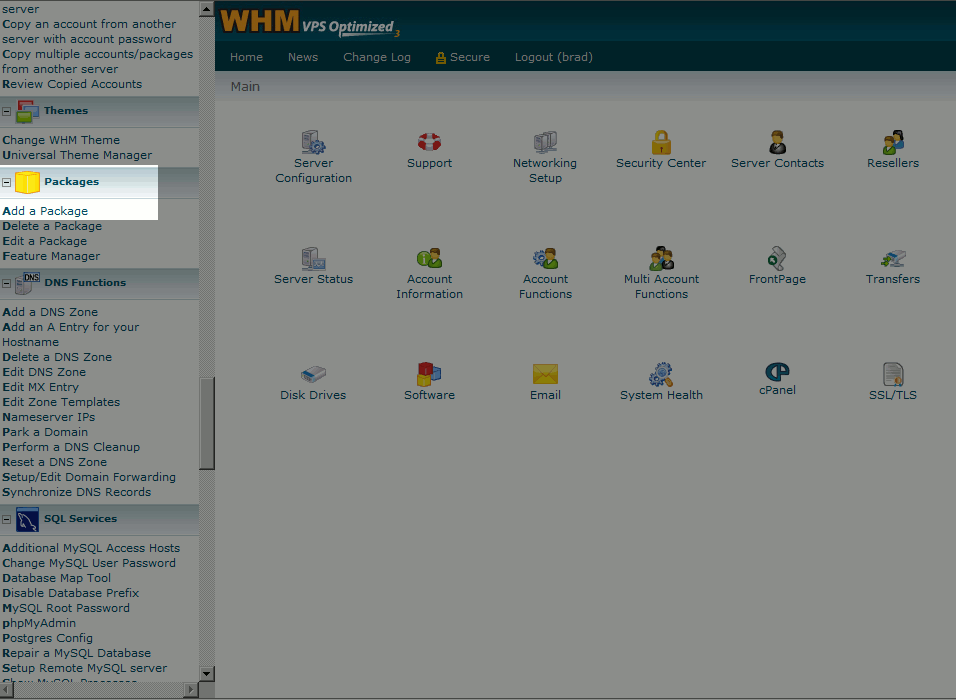 server
Copy an account from another
server with account password
Copy multiple accounts/packages
from another server
Review Copied Accounts
Themes
Change WHM Theme
Universal Theme Manager
Packages
Add a Package
Delete a Package
Edit a Package
Feature Manager
DNS
DNS Functions
Add a DNS Zone
Add an A Entry for your
Hostname
Delete a DNS Zone
Edit DNS Zone
Edit MX Entry
Edit Zone Templates
Nameserver IPs
Park a Domain
Perform a DNS Cleanup
Reset a DNS Zone
Setup/Edit Domain Forwarding
Synchronize DNS Records
SQL Services
Additional MySQL Access Hosts
Change MySQL User Password
Database Map Tool
Disable Database Prefix
MySQL Root Password
phpMyAdmin
Postgres Config
Repair a MySQL Database
Setup Remote MySQL server
Show MySQL Processes
WHM VPS Optimized 3
Home News Change Log Secure Logout (brad)
Main
Server
Configuration
Support
Networking
Setup
Security Center
Server Contacts
Resellers
Server Status
Account
Information
Account
Functions
Multi Account
Functions
FrontPage
Transfers
Disk Drives
Software
Email
System Health
cPanel
SSL/TLS